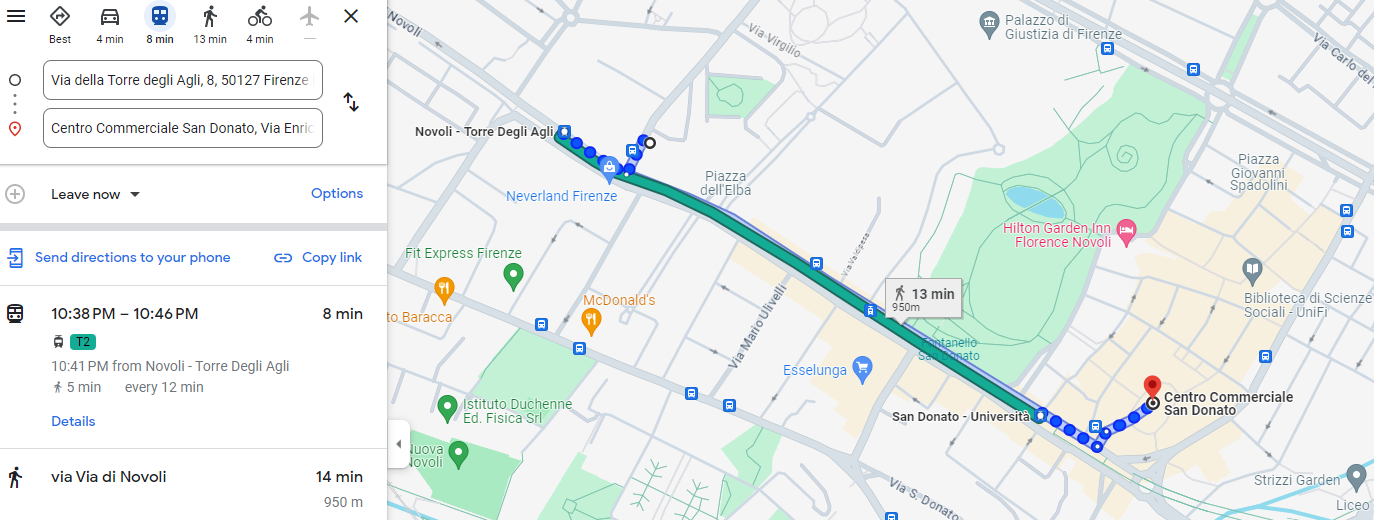 Best
4 min
8 min
13 min
4 min
—
Via della Torre degli Agli, 8, 50127 Firenze
Centro Commerciale San Donato, Via Enric
Leave now
Options
Send directions to your phone
Copy link
10:38 PM – 10:46 PM
8 min
T2
10:41 PM from Novoli - Torre Degli Agli
5 min
every 12 min
Details
via Via di Novoli
14 min
950 m
Novoli
Via Virgilio
Palazzo di
Giustizia di Firenze
Via Carlo del
Novoli - Torre Degli Agli
Neverland Firenze
Piazza
dell'Elba
Piazza
Giovanni
Spadolini
Hilton Garden Inn
Florence Novoli
Via Valdipesa
Fit Express Firenze
13 min
950m
Biblioteca di Scienze
Sociali - UniFi
McDonald's
to Baracca
Via Mario Ulivelli
Fontanello
San Donato
Esselunga
Istituto Duchenne
Ed. Fisica Srl
San Donato - Università
Centro Commerciale
San Donato
Nuova
Novoli
Via S. Donato
Strizzi Garden
Liceo